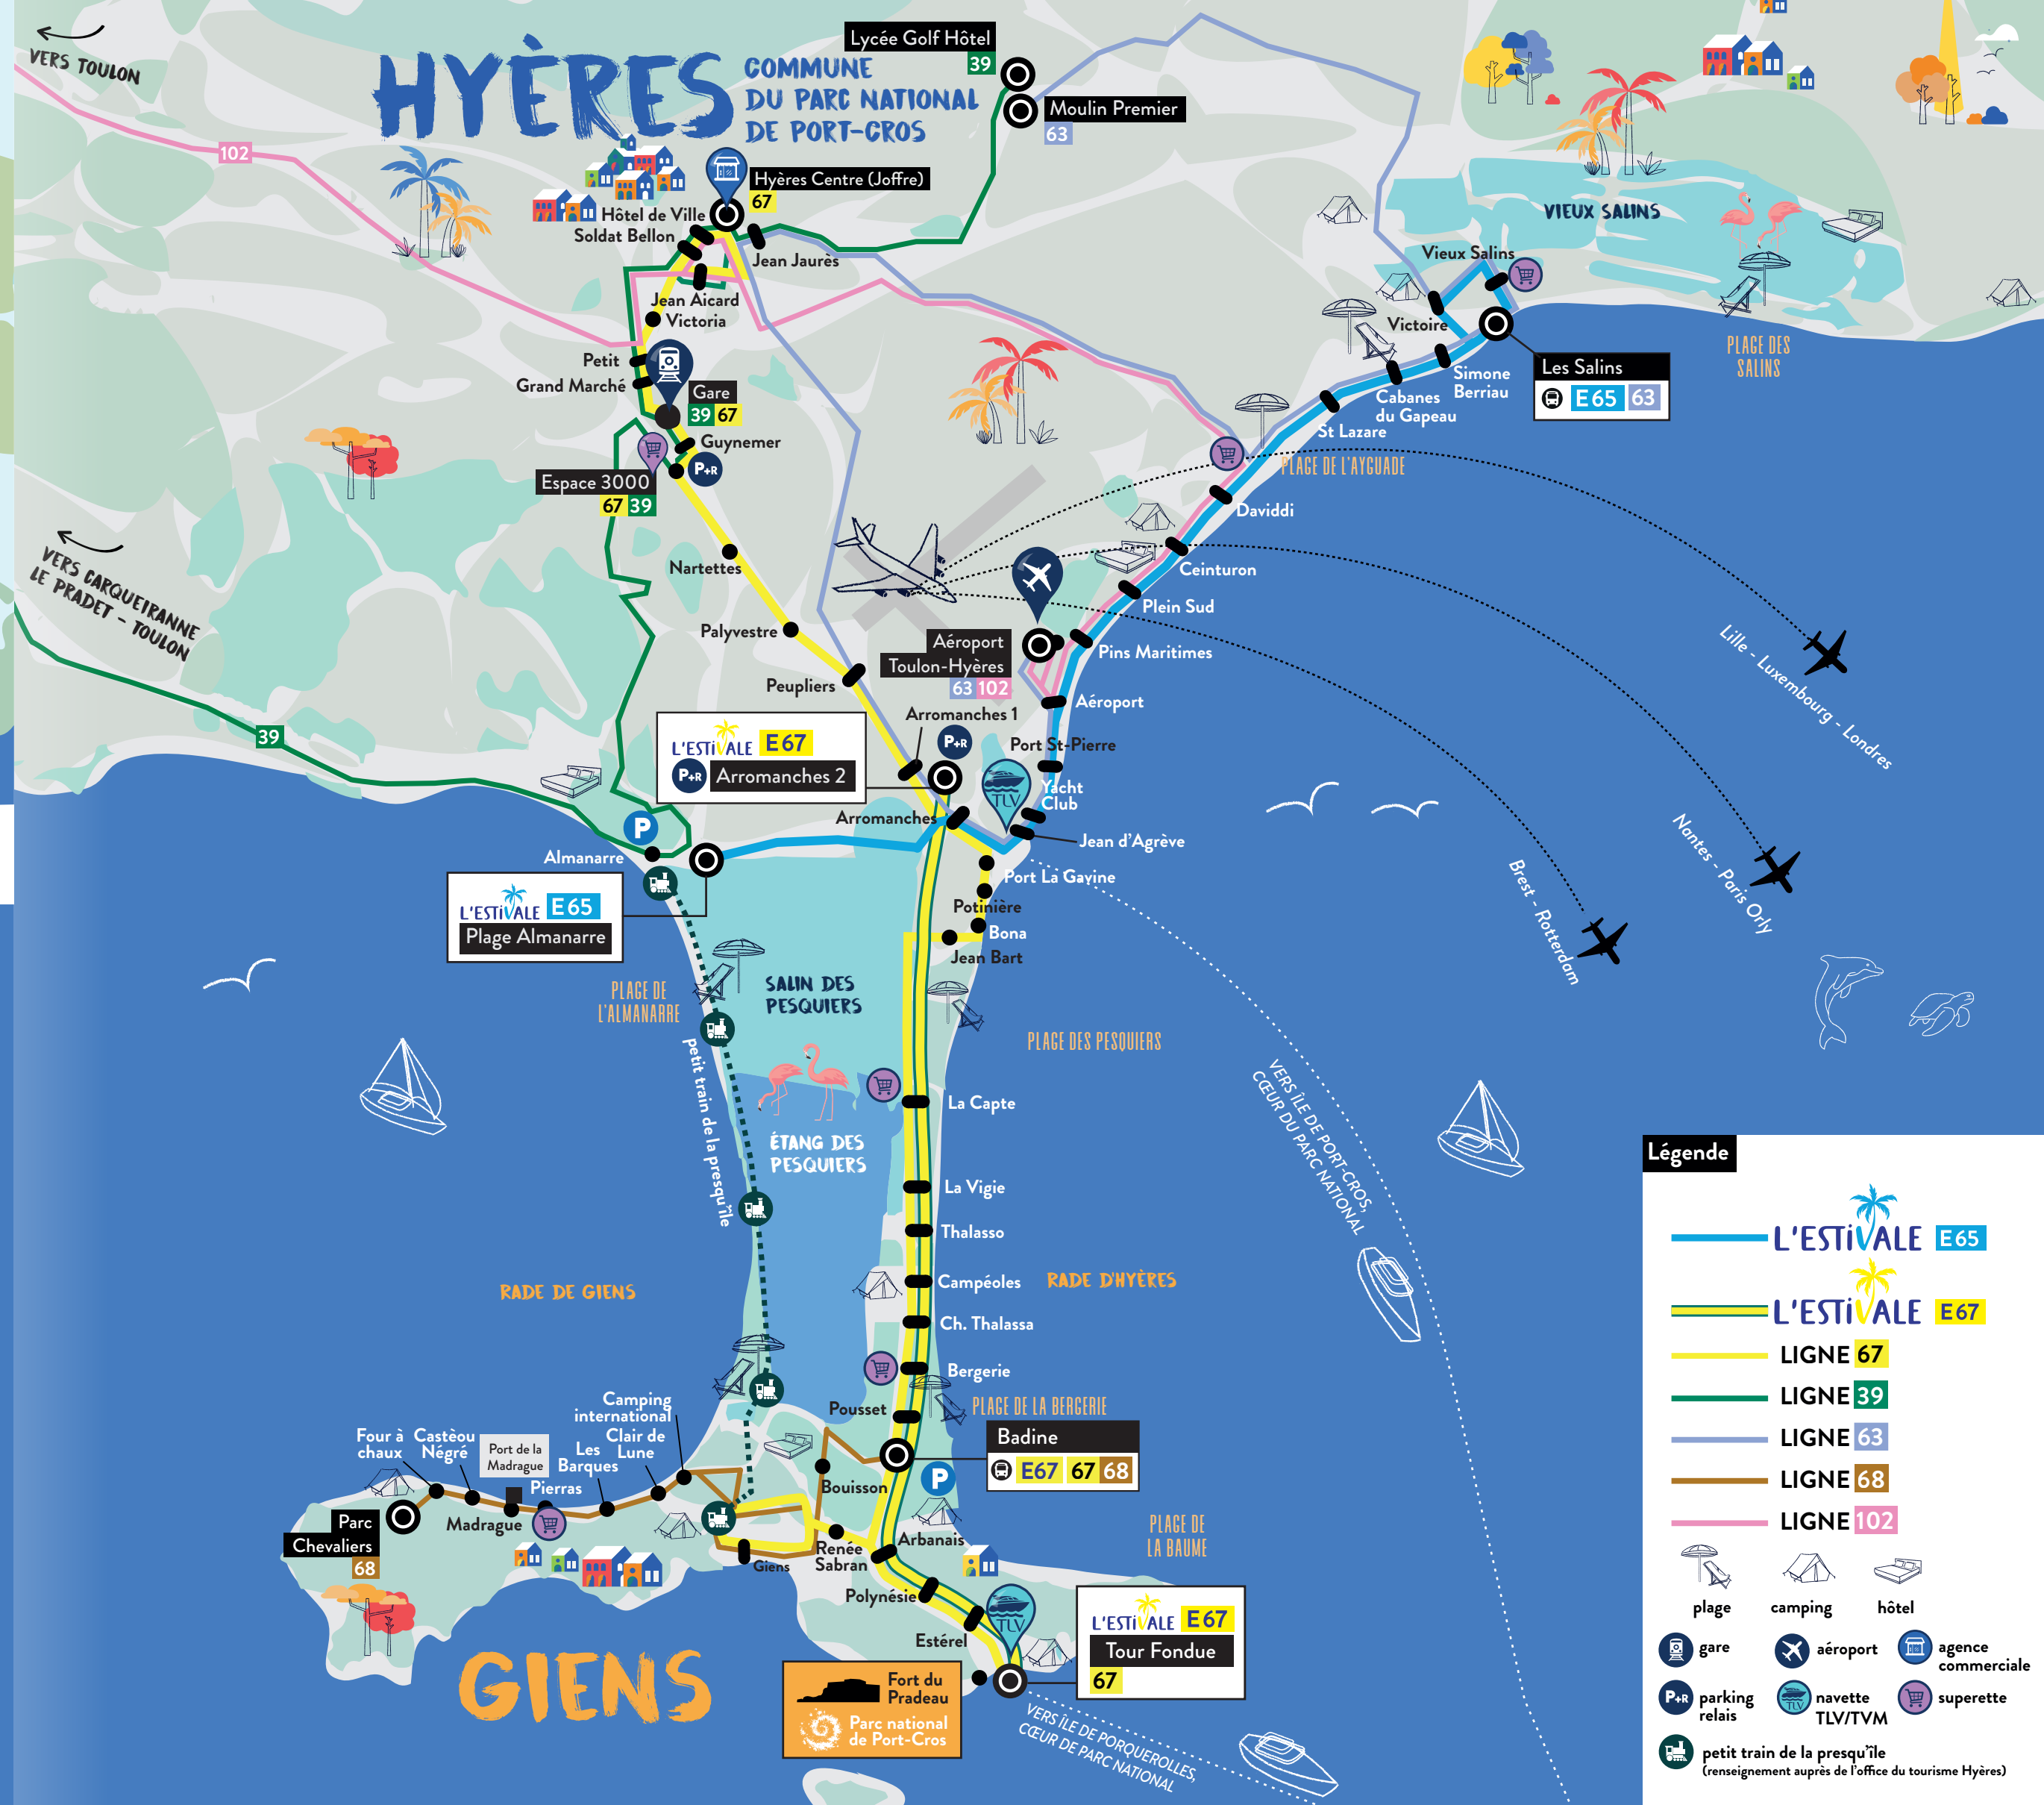 VERS TOULON
HYÈRES
COMMUNE
DU PARC NATIONAL
DE PORT-CROS
Lycée Golf Hôtel
39
Moulin Premier
63
102
Hyères Centre (Joffre)
67
Hôtel de Ville
Soldat Bellon
Jean Jaurès
Jean Aicard
Victoria
Petit
Grand Marché
Gare
39 67
Guynemer
P+R
Espace 3000
67 39
Nartettes
Palyvestre
Peupliers
VIEUX SALINS
Vieux Salins
Victoire
Les Salins
E65 63
Simone
Berriau
Cabanes
du Gapeau
St Lazare
PLAGE DES
SALINS
PLAGE DE L'AYGUADE
Daviddi
Ceinturon
Plein Sud
Pins Maritimes
Aéroport
Toulon-Hyères
63 102
Aéroport
Lille - Luxembourg - Londres
Nantes - Paris Orly
Brest - Rotterdam
VERS CARQUEIRANNE
LE PRADET - TOULON
39
L'ESTiVALE E67
P+R Arromanches 2
Arromanches 1
P+R
Port St-Pierre
TLV
Yacht
Club
Arromanches
Jean d'Agrève
P
Almanarre
L'ESTiVALE E65
Plage Almanarre
Port La Gavine
Potinière
Bona
Jean Bart
PLAGE DE
L'ALMANARRE
SALIN DES
PESQUIERS
PLAGE DES PESQUIERS
petit train de la presqu'île
La Capte
ÉTANG DES
PESQUIERS
La Vigie
Thalasso
Campéoles
RADE D'HYÈRES
RADE DE GIENS
Ch. Thalassa
Bergerie
VERS ÎLE DE PORT-CROS,
CŒUR DU PARC NATIONAL
Pousset
PLAGE DE LA BERGERIE
Badine
E67 67 68
P
Camping
international
Clair de
Lune
Les
Barques
Four à
chaux
Castèou
Négré
Port de la
Madrague
Pierras
Madrague
Parc
Chevaliers
68
Bouisson
Arbanais
PLAGE DE
LA BAUME
Giens
Renée
Sabran
Polynésie
Estérel
TLV
L'ESTiVALE E67
Tour Fondue
67
GIENS
Fort du
Pradeau
Parc national
de Port-Cros
VERS ÎLE DE PORQUEROLLES,
CŒUR DE PARC NATIONAL
Légende
L'ESTiVALE E65
L'ESTiVALE E67
LIGNE 67
LIGNE 39
LIGNE 63
LIGNE 68
LIGNE 102
plage
camping
hôtel
gare
aéroport
agence
commerciale
P+R
parking
relais
TLV
navette
TLV/TVM
superette
petit train de la presqu'île
(renseignement auprès de l'office du tourisme Hyères)